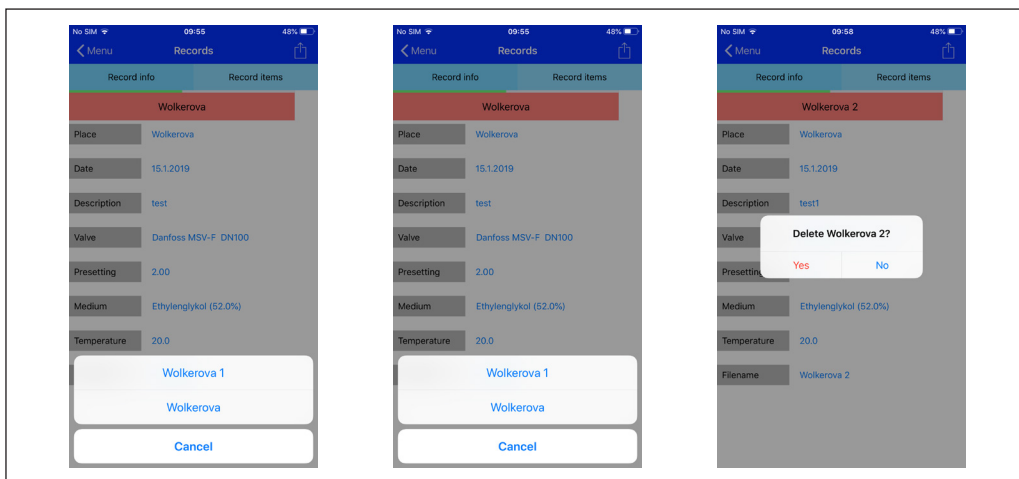 No SIM 09:55 48%
Menu Records
Record info Record items
Wolkerova
Place Wolkerova
Date 15.1.2019
Description test
Valve Danfoss MSV-F DN100
Presetting 2.00
Medium Ethylenglykol (52.0%)
Temperature 20.0
Wolkerova 1
Wolkerova
Cancel
No SIM 09:55 48%
Menu Records
Record info Record items
Wolkerova
Place Wolkerova
Date 15.1.2019
Description test
Valve Danfoss MSV-F DN100
Presetting 2.00
Medium Ethylenglykol (52.0%)
Temperature 20.0
Wolkerova 1
Wolkerova
Cancel
No SIM 09:58 48%
Menu Records
Record info Record items
Wolkerova 2
Place Wolkerova
Date 15.1.2019
Description test1
Valve
Delete Wolkerova 2?
Presetting
Yes No
Medium Ethylenglykol (52.0%)
Temperature 20.0
Filename Wolkerova 2